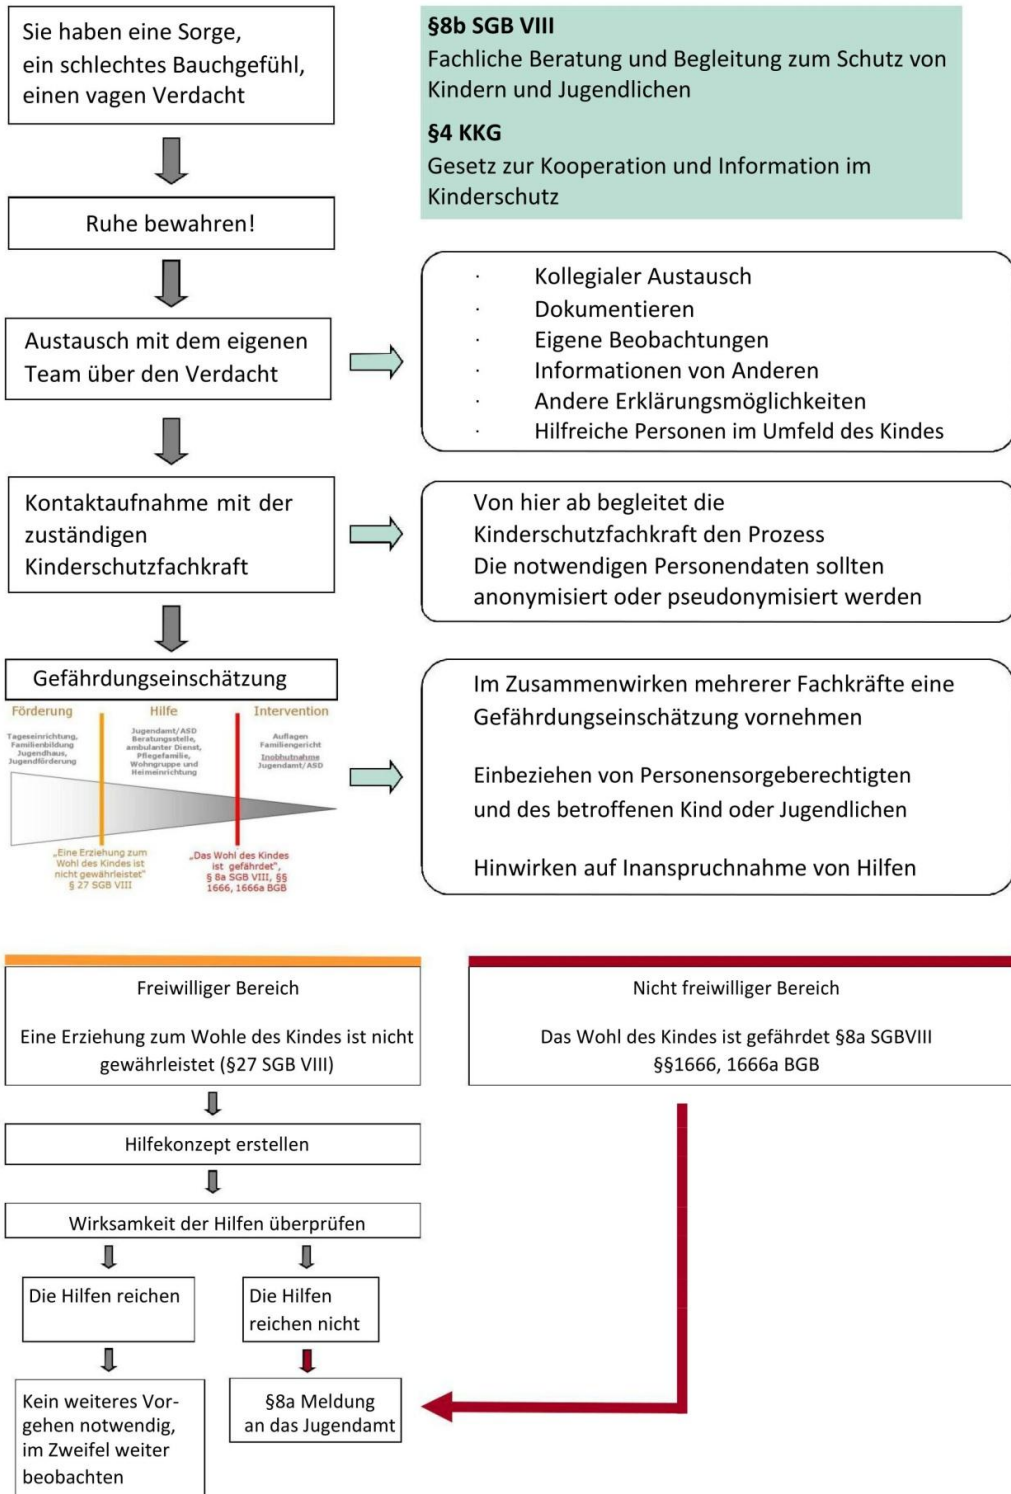 Sie haben eine Sorge,
ein schlechtes Bauchgefühl,
einen vagen Verdacht
§8b SGB VIII
Fachliche Beratung und Begleitung zum Schutz von
Kindern und Jugendlichen
§4 KKG
Gesetz zur Kooperation und Information im
Kinderschutz
Ruhe bewahren!
Austausch mit dem eigenen
Team über den Verdacht
· Kollegialer Austausch
· Dokumentieren
· Eigene Beobachtungen
· Informationen von Anderen
· Andere Erklärungsmöglichkeiten
· Hilfreiche Personen im Umfeld des Kindes
Kontaktaufnahme mit der
zuständigen
Kinderschutzfachkraft
Von hier ab begleitet die
Kinderschutzfachkraft den Prozess
Die notwendigen Personendaten sollten
anonymisiert oder pseudonymisiert werden
Gefährdungseinschätzung
Förderung
Tageseinrichtung,
Familienbildung
Jugendhaus,
Jugendförderung
Hilfe
Jugendamt/ASD
Beratungsstelle,
ambulanter Dienst,
Pflegefamilie,
Wohngruppe und
Heimeinrichtung
Intervention
Auflagen
Familiengericht
Inobhutnahme
Jugendamt/ASD
„Eine Erziehung zum
Wohl des Kindes ist
nicht gewährleistet"
§ 27 SGB VIII
„Das Wohl des Kindes
ist gefährdet",
§ 8a SGB VIII, §§
1666, 1666a BGB
Im Zusammenwirken mehrerer Fachkräfte eine
Gefährdungseinschätzung vornehmen
Einbeziehen von Personensorgeberechtigten
und des betroffenen Kind oder Jugendlichen
Hinwirken auf Inanspruchnahme von Hilfen
Freiwilliger Bereich
Eine Erziehung zum Wohle des Kindes ist nicht
gewährleistet (§27 SGB VIII)
Nicht freiwilliger Bereich
Das Wohl des Kindes ist gefährdet §8a SGBVIII
§§1666, 1666a BGB
Hilfekonzept erstellen
Wirksamkeit der Hilfen überprüfen
Die Hilfen reichen
Die Hilfen
reichen nicht
Kein weiteres Vor-
gehen notwendig,
im Zweifel weiter
beobachten
§8a Meldung
an das Jugendamt